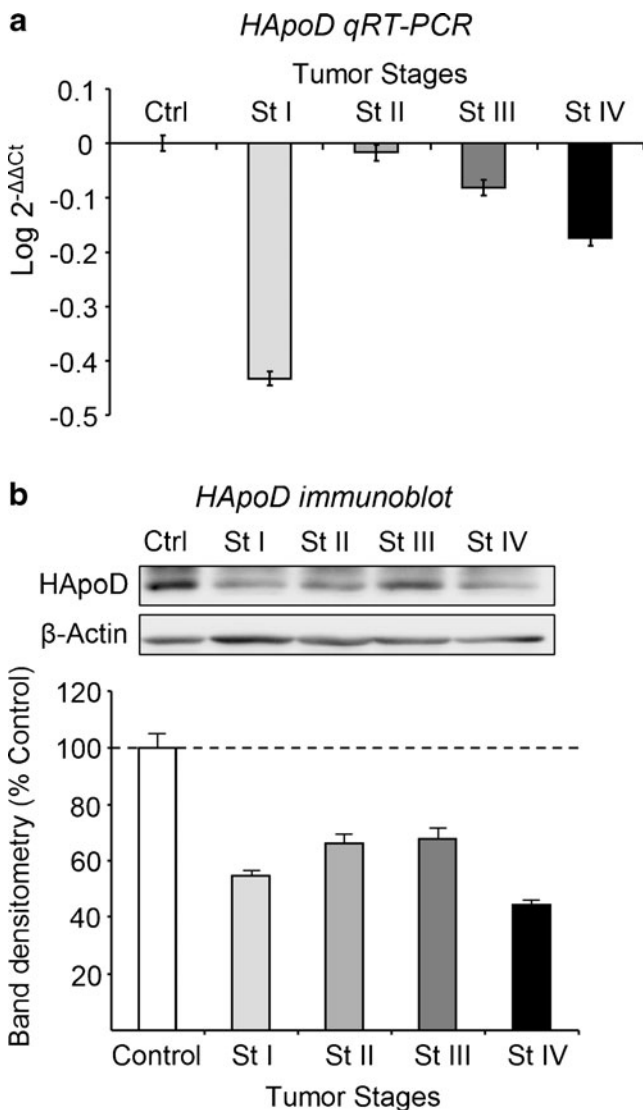 a
HApoD qRT-PCR
Tumor Stages
Ctrl St I St II St III St IV
0.1
0
-0.1
-0.2
-0.3
-0.4
-0.5
Log 2-ΔΔCt
b
HApoD immunoblot
Ctrl St I St II St III St IV
HApoD
β-Actin
120
100
80
60
40
20
Band densitometry (% Control)
Control St I St II St III St IV
Tumor Stages